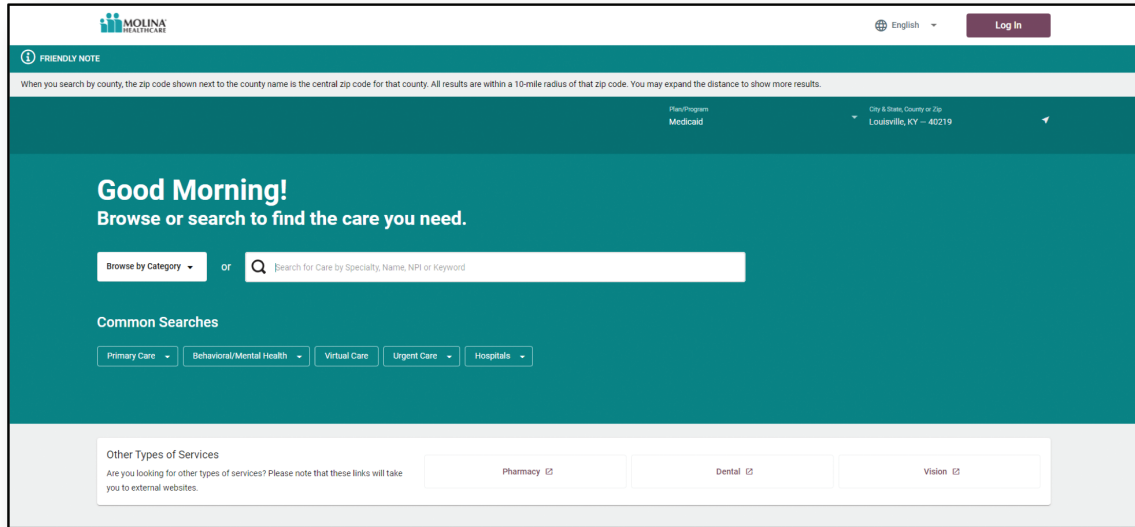 MOLINA
HEALTHCARE
English
Log In
FRIENDLY NOTE
When you search by county, the zip code shown next to the county name is the central zip code for that county. All results are within a 10-mile radius of that zip code. You may expand the distance to show more results.
Plan/Program
Medicaid
City & State, County or Zip
Louisville, KY — 40219
Good Morning!
Browse or search to find the care you need.
Browse by Category
or
Search for Care by Specialty, Name, NPI or Keyword
Common Searches
Primary Care
Behavioral/Mental Health
Virtual Care
Urgent Care
Hospitals
Other Types of Services
Are you looking for other types of services? Please note that these links will take
you to external websites.
Pharmacy
Dental
Vision